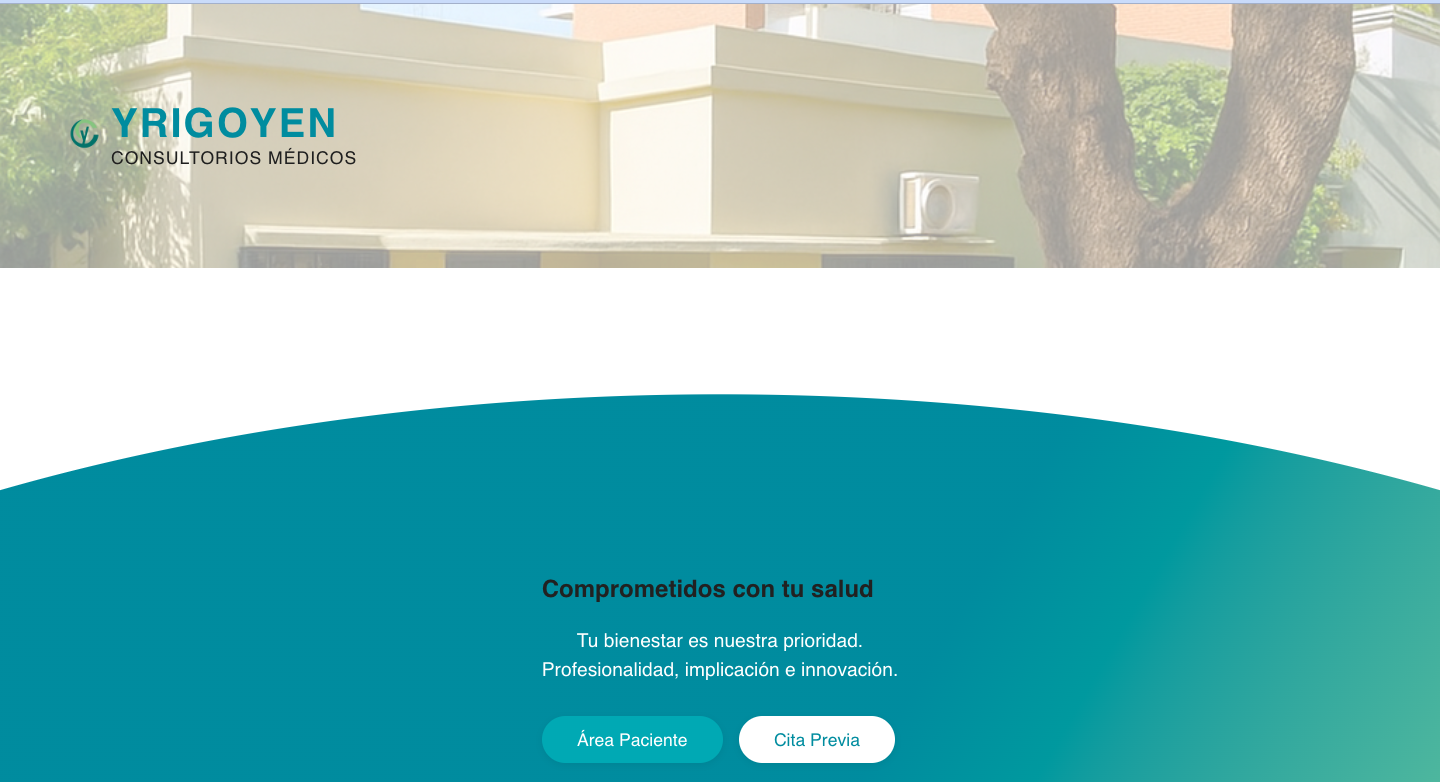 YRIGOYEN
CONSULTORIOS MÉDICOS
Comprometidos con tu salud
Tu bienestar es nuestra prioridad.
Profesionalidad, implicación e innovación.
Área Paciente
Cita Previa